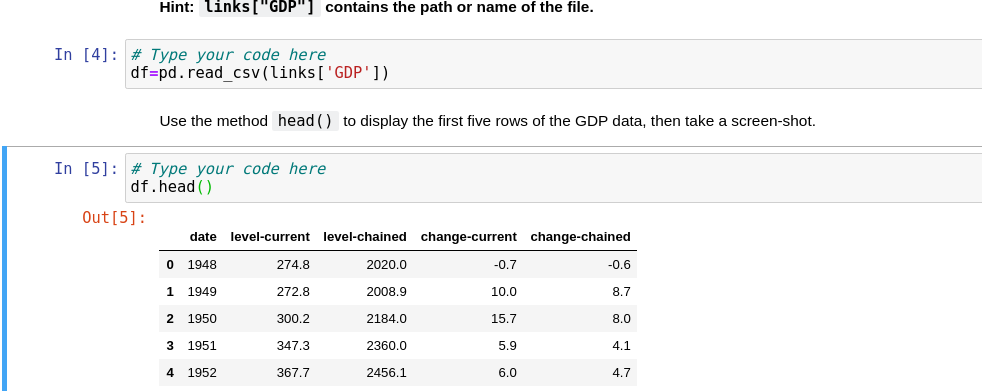 Hint: links["GDP"] contains the path or name of the file.
In [4]: # Type your code here
df=pd.read_csv(links['GDP'])
Use the method head() to display the first five rows of the GDP data, then take a screen-shot.
In [5]: # Type your code here
df.head()
Out[5]:
date level-current level-chained change-current change-chained
0 1948 274.8 2020.0 -0.7 -0.6
1 1949 272.8 2008.9 10.0 8.7
2 1950 300.2 2184.0 15.7 8.0
3 1951 347.3 2360.0 5.9 4.1
4 1952 367.7 2456.1 6.0 4.7